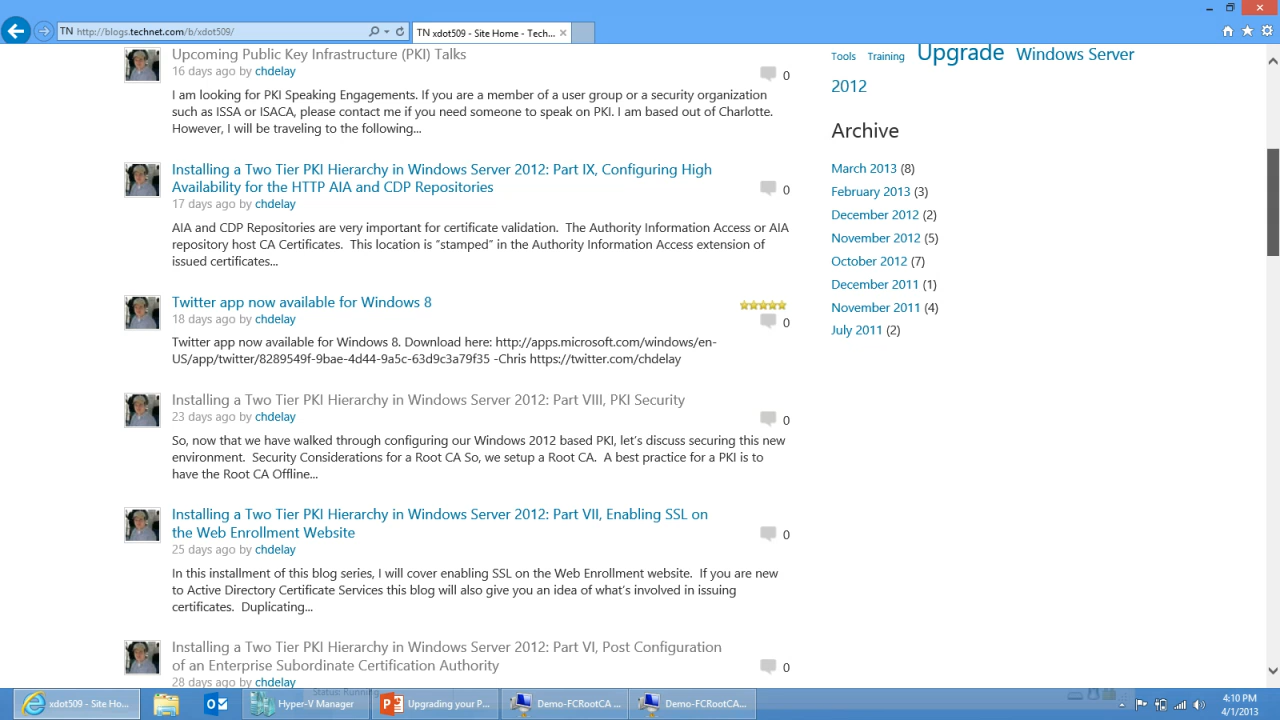 TN http://blogs.technet.com/b/xdot509/
TN xdot509 - Site Home - Tech...
Upcoming Public Key Infrastructure (PKI) Talks
16 days ago by chdelay
0
I am looking for PKI Speaking Engagements. If you are a member of a user group or a security organization
such as ISSA or ISACA, please contact me if you need someone to speak on PKI. I am based out of Charlotte.
However, I will be traveling to the following...
Installing a Two Tier PKI Hierarchy in Windows Server 2012: Part IX, Configuring High
Availability for the HTTP AIA and CDP Repositories
17 days ago by chdelay
0
AIA and CDP Repositories are very important for certificate validation.  The Authority Information Access or AIA
repository host CA Certificates.  This location is “stamped” in the Authority Information Access extension of
issued certificates...
Twitter app now available for Windows 8
18 days ago by chdelay
0
Twitter app now available for Windows 8. Download here: http://apps.microsoft.com/windows/en-
US/app/twitter/8289549f-9bae-4d44-9a5c-63d9c3a79f35 -Chris https://twitter.com/chdelay
Installing a Two Tier PKI Hierarchy in Windows Server 2012: Part VIII, PKI Security
23 days ago by chdelay
0
So, now that we have walked through configuring our Windows 2012 based PKI, let’s discuss securing this new
environment.  Security Considerations for a Root CA So, we setup a Root CA.  A best practice for a PKI is to
have the Root CA Offline...
Installing a Two Tier PKI Hierarchy in Windows Server 2012: Part VII, Enabling SSL on
the Web Enrollment Website
25 days ago by chdelay
0
In this installment of this blog series, I will cover enabling SSL on the Web Enrollment website.  If you are new
to Active Directory Certificate Services this blog will also give you an idea of what’s involved in issuing
certificates.  Duplicating...
Installing a Two Tier PKI Hierarchy in Windows Server 2012: Part VI, Post Configuration
of an Enterprise Subordinate Certification Authority
28 days ago by chdelay
0
Tools Training Upgrade Windows Server
2012
Archive
March 2013 (8)
February 2013 (3)
December 2012 (2)
November 2012 (5)
October 2012 (7)
December 2011 (1)
November 2011 (4)
July 2011 (2)
xdot509 - Site Ho...
Status: Running
Hyper-V Manager
Upgrading your P...
Demo-FCRootCA ...
Demo-FCRootCA...
4:10 PM
4/1/2013